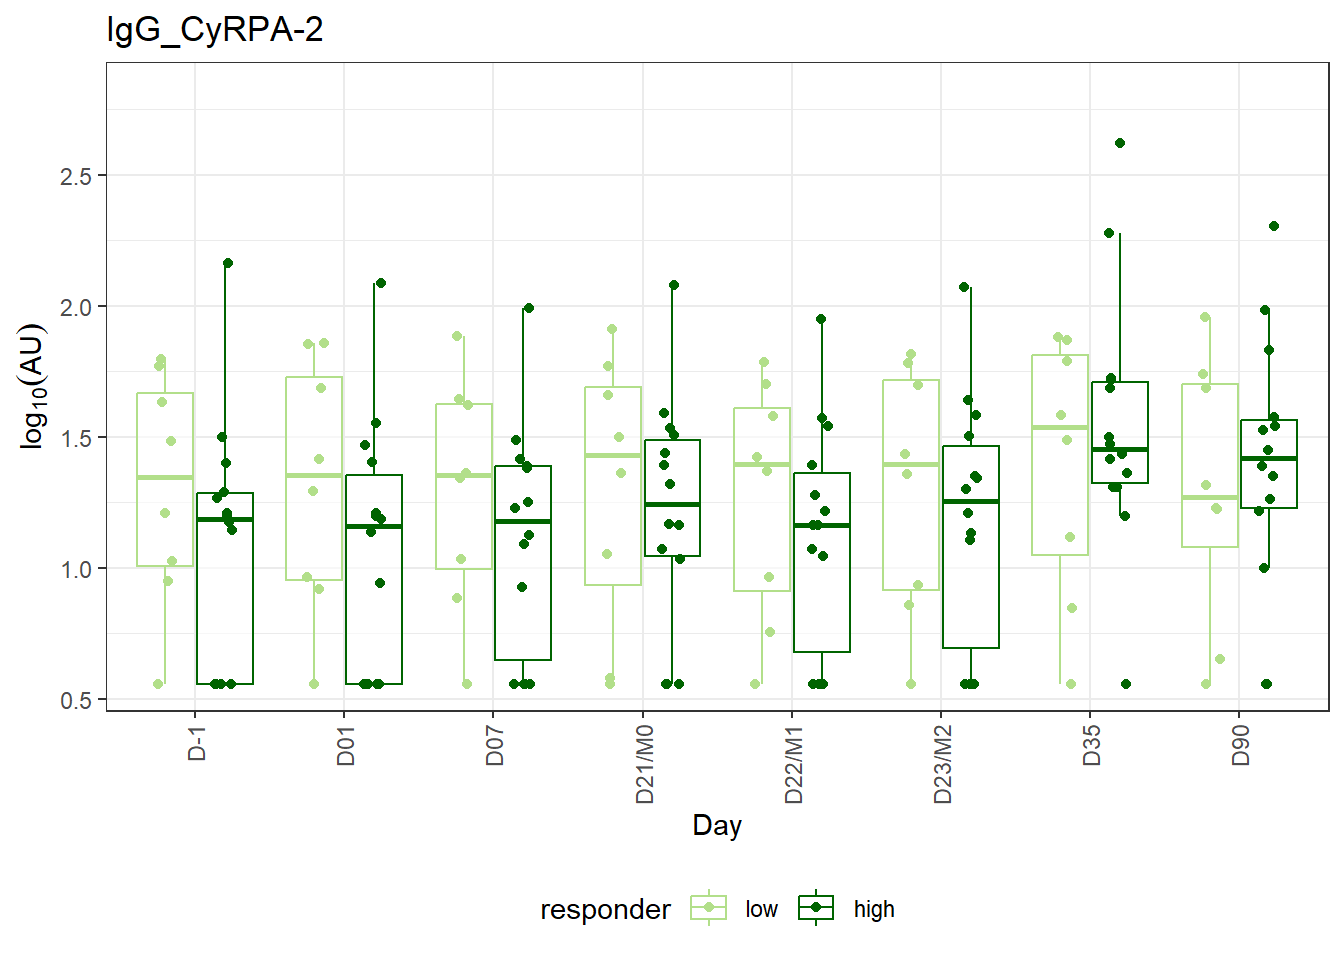 IgG_CyRPA-2
log10(AU)
2.5
2.0
1.5
1.0
0.5
D-1
D01
D07
D21/M0
D22/M1
D23/M2
D35
D90
Day
responder low high